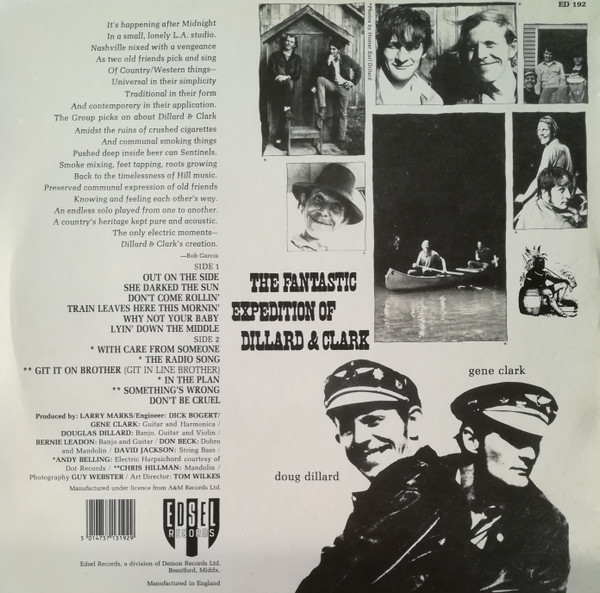 It's happening after Midnight
In a small, lonely L.A. studio.
Nashville nixed with a vengeance
As two old friends pick and sing
Of Country/Western things—
Universal in their simplicity
Traditional in their form
And contemporary in their application.
The Group picks on about Dillard & Clark
Amidst the ruins of crushed cigarettes
And communal smoking things
Pushed deep inside beer can Sentinels.
Smoke mixing, feet tapping, roots growing
Back to the timelessness of Hill music.
Preserved communal expression of old friends
Knowing and feeling each other's way.
An endless solo played from one to another.
A country's heritage kept pure and acoustic.
The only electric moments—
Dillard & Clark's creation.
—Bob Garcia
SIDE 1
OUT ON THE SIDE
SHE DARKED THE SUN
DON'T COME ROLLIN'
TRAIN LEAVES HERE THIS MORNIN'
WHY NOT YOUR BABY
LYIN' DOWN THE MIDDLE
SIDE 2
* WITH CARE FROM SOMEONE
* THE RADIO SONG
** GIT IT ON BROTHER (GIT IN LINE BROTHER)
* IN THE PLAN
** SOMETHING'S WRONG
DON'T BE CRUEL
Produced by: LARRY MARKS/Engineer: DICK BOGERT/
GENE CLARK: Guitar and Harmonica /
DOUGLAS DILLARD: Banjo, Guitar and Violin /
BERNIE LEADON: Banjo and Guitar / DON BECK: Dobro
and Mandolin / DAVID JACKSON: String Bass /
*ANDY BELLING: Electric Harpsichord courtesy of
Dot Records / **CHRIS HILLMAN: Mandolin /
Photography GUY WEBSTER / Art Director: TOM WILKES
Manufactured under licence from A&M Records Ltd.
5 014757 131929
EDSEL
RECORDS
Edsel Records, a division of Demon Records Ltd.
Brentford, Middx.
Manufactured in England
ED 192
*Photos by Homer Earl Dillard
THE FANTASTIC
EXPEDITION OF
DILLARD & CLARK
gene clark
doug dillard